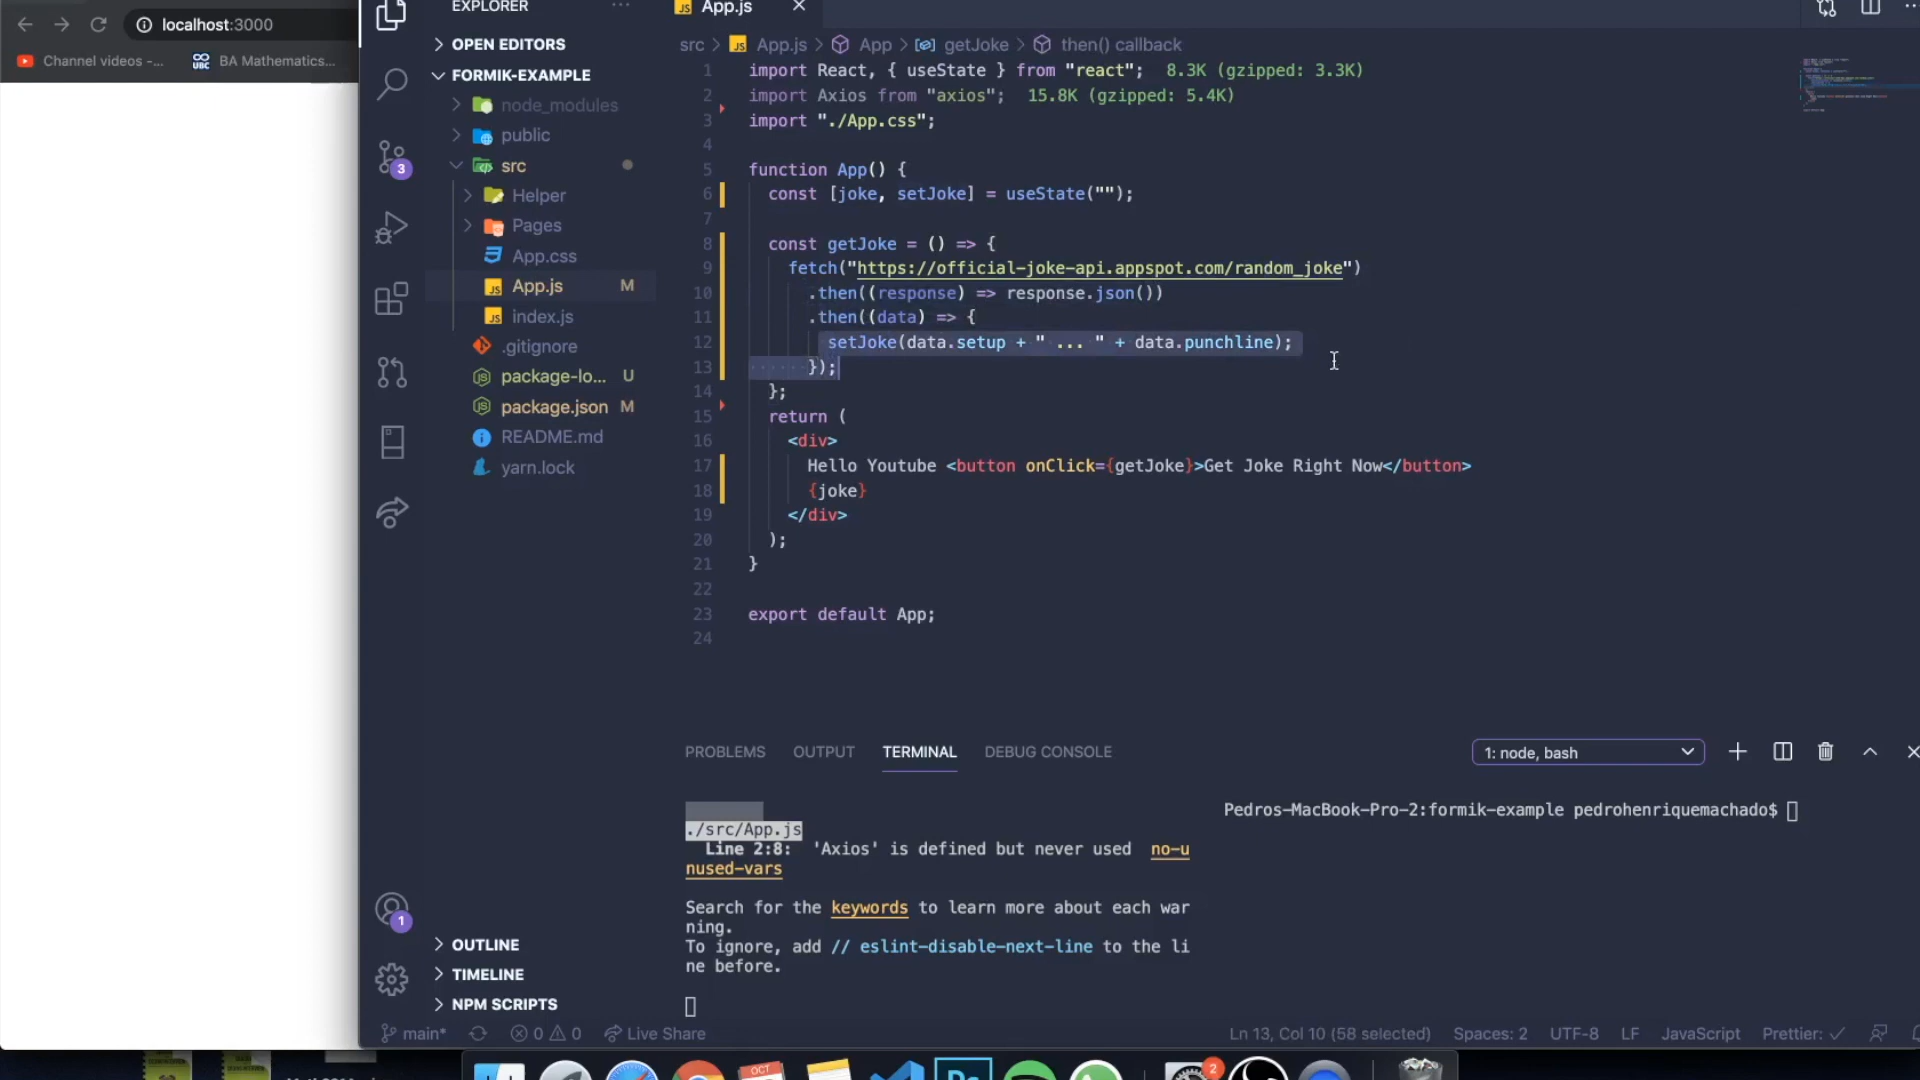 localhost:3000
Channel videos -...
BA Mathematics...
EXPLORER
OPEN EDITORS
FORMIK-EXAMPLE
node_modules
public
src
Helper
Pages
App.css
App.js M
index.js
.gitignore
package-lo... U
package.json M
README.md
yarn.lock
3
1
OUTLINE
TIMELINE
NPM SCRIPTS
App.js
src > App.js > App > getJoke > then() callback
1 import React, { useState } from "react"; 8.3K (gzipped: 3.3K)
2 import Axios from "axios"; 15.8K (gzipped: 5.4K)
3 import "./App.css";
4
5 function App() {
6 const [joke, setJoke] = useState("");
7
8 const getJoke = () => {
9 fetch("https://official-joke-api.appspot.com/random_joke")
10 .then((response) => response.json())
11 .then((data) => {
12 setJoke(data.setup + " ... " + data.punchline);
13 });
14 };
15 return (
16 <div>
17 Hello Youtube <button onClick={getJoke}>Get Joke Right Now</button>
18 {joke}
19 </div>
20 );
21 }
22
23 export default App;
24
PROBLEMS OUTPUT TERMINAL DEBUG CONSOLE
1: node, bash
./src/App.js
Line 2:8: 'Axios' is defined but never used no-u
nused-vars
Search for the keywords to learn more about each war
ning.
To ignore, add // eslint-disable-next-line to the li
ne before.
Pedros-MacBook-Pro-2:formik-example pedrohenriquemachado$
main* 0 0 Live Share
Ln 13, Col 10 (58 selected) Spaces: 2 UTF-8 LF JavaScript Prettier: ✓
OCT
Ps
2